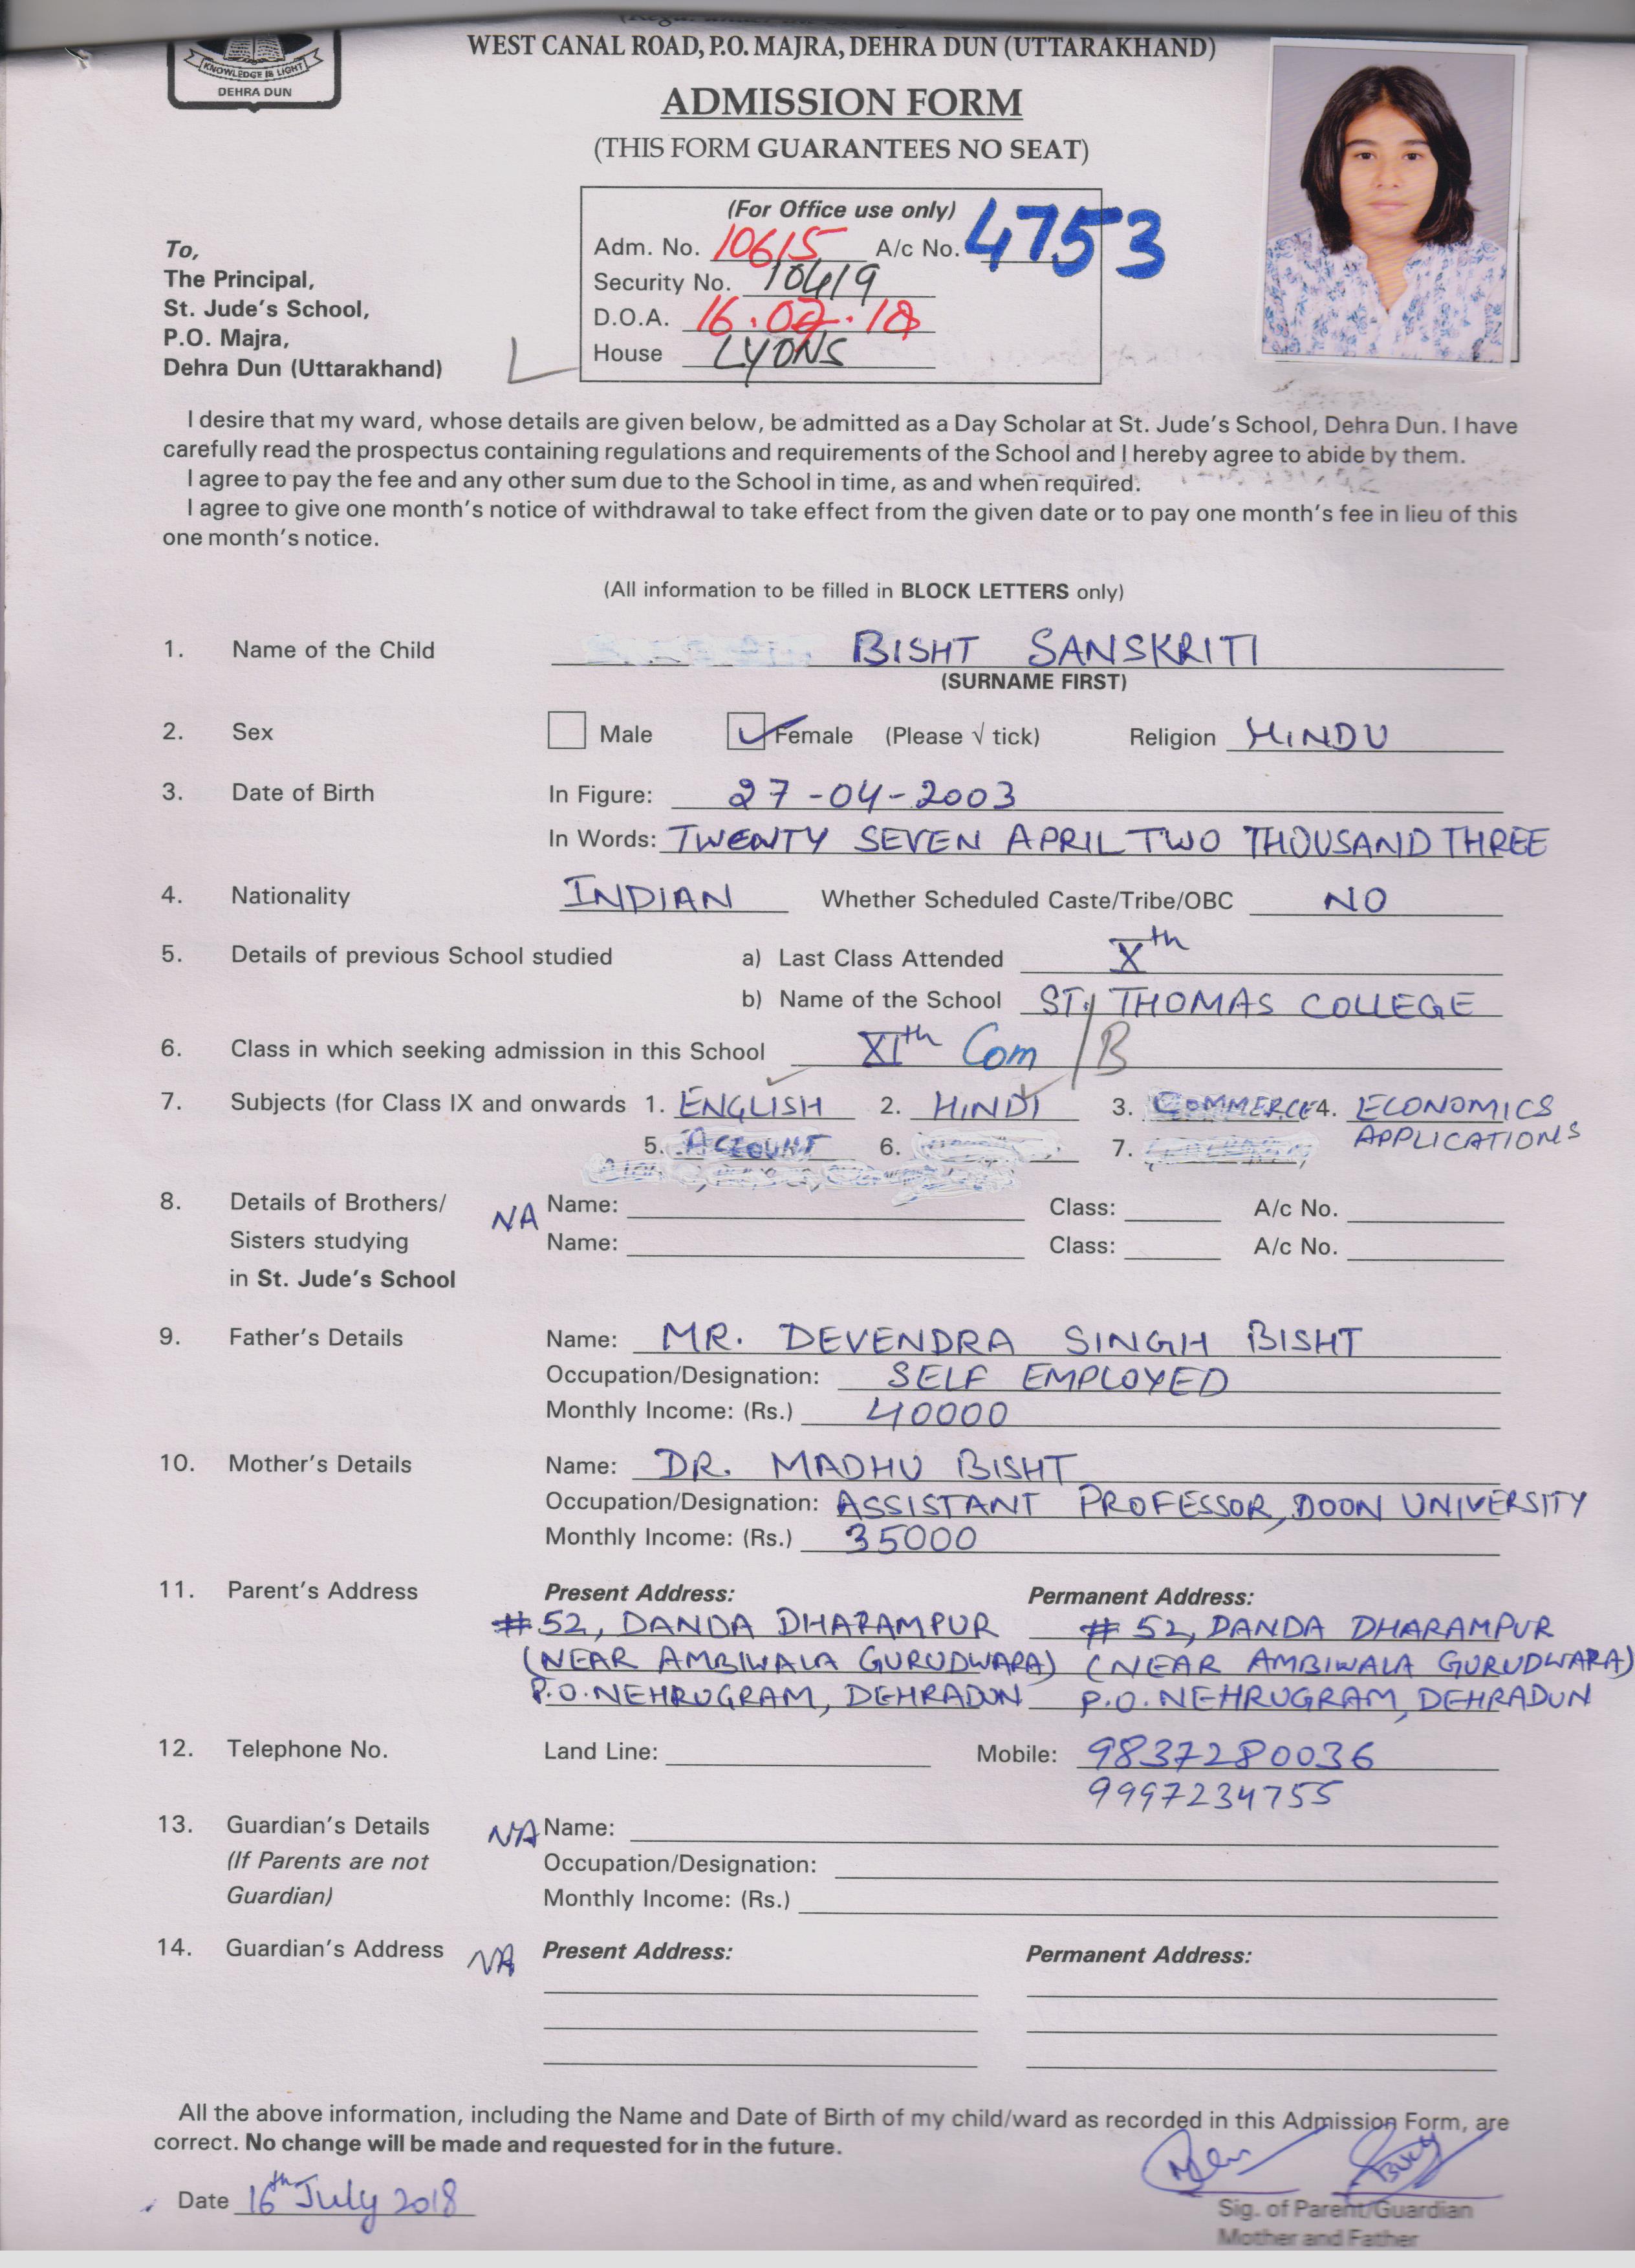 KNOWLEDGE IS LIGHT
DEHRA DUN
WEST CANAL ROAD, P.O. MAJRA, DEHRA DUN (UTTARAKHAND)
ADMISSION FORM
(THIS FORM GUARANTEES NO SEAT)
(For Office use only)
Adm. No. 10615 A/c No. 4753
Security No. 10419
D.O.A. 16.07.18
House LYONS
To,
The Principal,
St. Jude's School,
P.O. Majra,
Dehra Dun (Uttarakhand)
I desire that my ward, whose details are given below, be admitted as a Day Scholar at St. Jude's School, Dehra Dun. I have
carefully read the prospectus containing regulations and requirements of the School and I hereby agree to abide by them.
I agree to pay the fee and any other sum due to the School in time, as and when required.
I agree to give one month's notice of withdrawal to take effect from the given date or to pay one month's fee in lieu of this
one month's notice.
(All information to be filled in BLOCK LETTERS only)
1. Name of the Child BISHT SANSKRITI
(SURNAME FIRST)
2. Sex Male Female (Please √ tick) Religion HINDU
3. Date of Birth In Figure: 27-04-2003
In Words: TWENTY SEVEN APRIL TWO THOUSAND THREE
4. Nationality INDIAN Whether Scheduled Caste/Tribe/OBC NO
5. Details of previous School studied a) Last Class Attended Xth
b) Name of the School ST. THOMAS COLLEGE
6. Class in which seeking admission in this School XIth Com /B
7. Subjects (for Class IX and onwards 1. ENGLISH 2. HINDI 3. COMMERCE 4. ECONOMICS
5. ACCOUNT 6. 7. APPLICATIONS
8. Details of Brothers/ NA Name: Class: A/c No.
Sisters studying Name: Class: A/c No.
in St. Jude's School
9. Father's Details Name: MR. DEVENDRA SINGH BISHT
Occupation/Designation: SELF EMPLOYED
Monthly Income: (Rs.) 40000
10. Mother's Details Name: DR. MADHU BISHT
Occupation/Designation: ASSISTANT PROFESSOR, DOON UNIVERSITY
Monthly Income: (Rs.) 35000
11. Parent's Address Present Address: Permanent Address:
# 52, DANDA DHARAMPUR # 52, DANDA DHARAMPUR
(NEAR AMBIWALA GURUDWARA) (NEAR AMBIWALA GURUDWARA)
P.O. NEHRUGRAM, DEHRADUN P.O. NEHRUGRAM, DEHRADUN
12. Telephone No. Land Line: Mobile: 9837280036
9997234755
13. Guardian's Details NA Name:
(If Parents are not Occupation/Designation:
Guardian) Monthly Income: (Rs.)
14. Guardian's Address NA Present Address: Permanent Address:
All the above information, including the Name and Date of Birth of my child/ward as recorded in this Admission Form, are
correct. No change will be made and requested for in the future.
Date 16th July 2018
Sig. of Parent/Guardian
Mother and Father